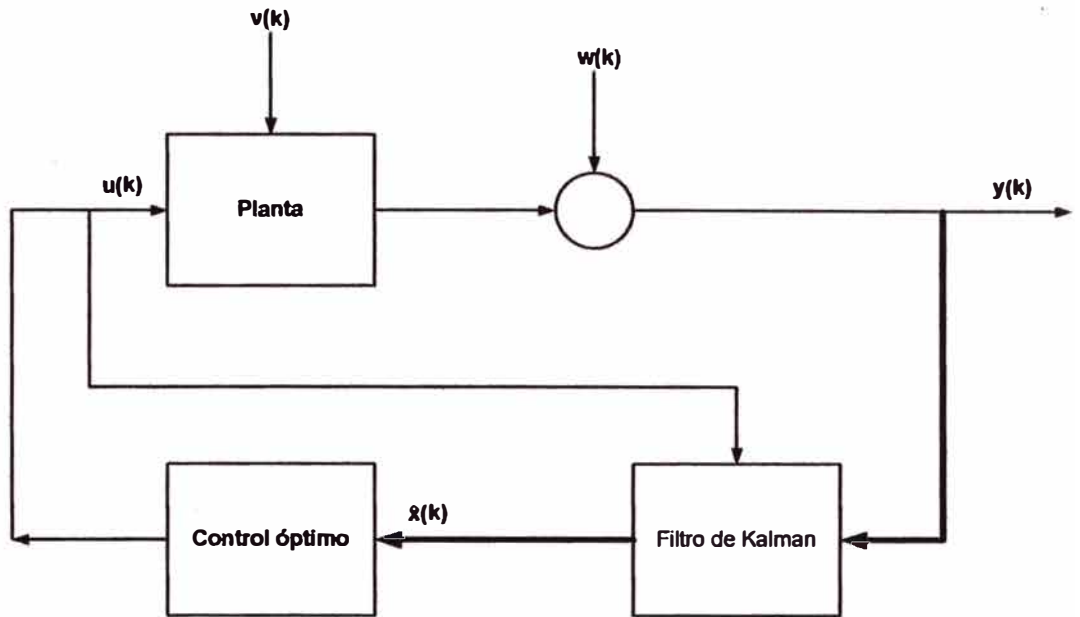 v(k)
w(k)
u(k)
Planta
y(k)
x̂(k)
Control óptimo
Filtro de Kalman